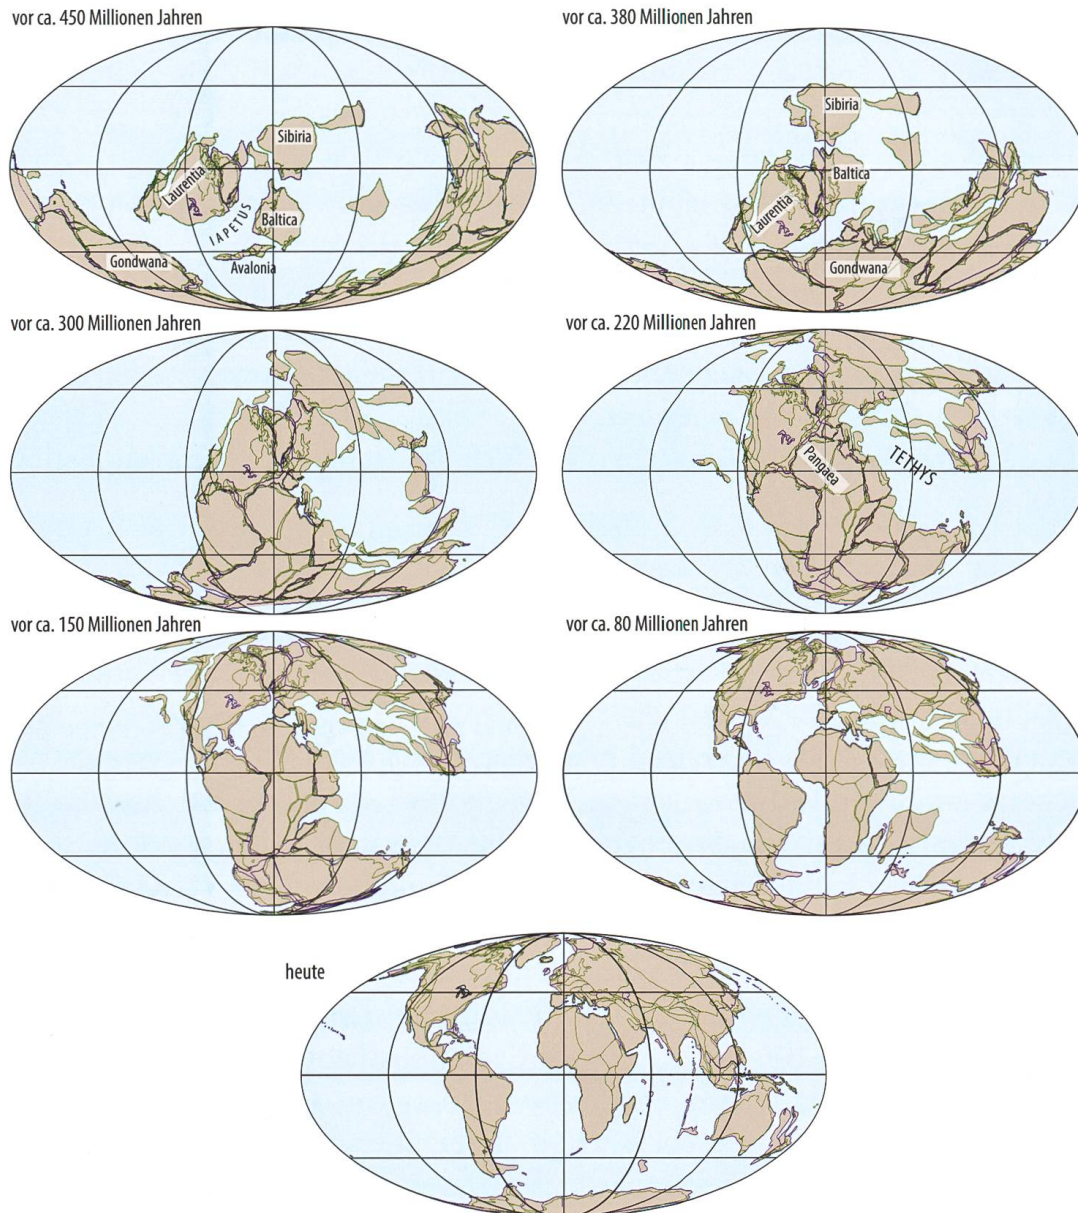 vor ca. 450 Millionen Jahren
Sibiria
Laurentia
IAPETUS
Baltica
Gondwana
Avalonia
vor ca. 380 Millionen Jahren
Sibiria
Baltica
Laurentia
Gondwana
vor ca. 300 Millionen Jahren
vor ca. 220 Millionen Jahren
Pangaea
TETHYS
vor ca. 150 Millionen Jahren
vor ca. 80 Millionen Jahren
heute